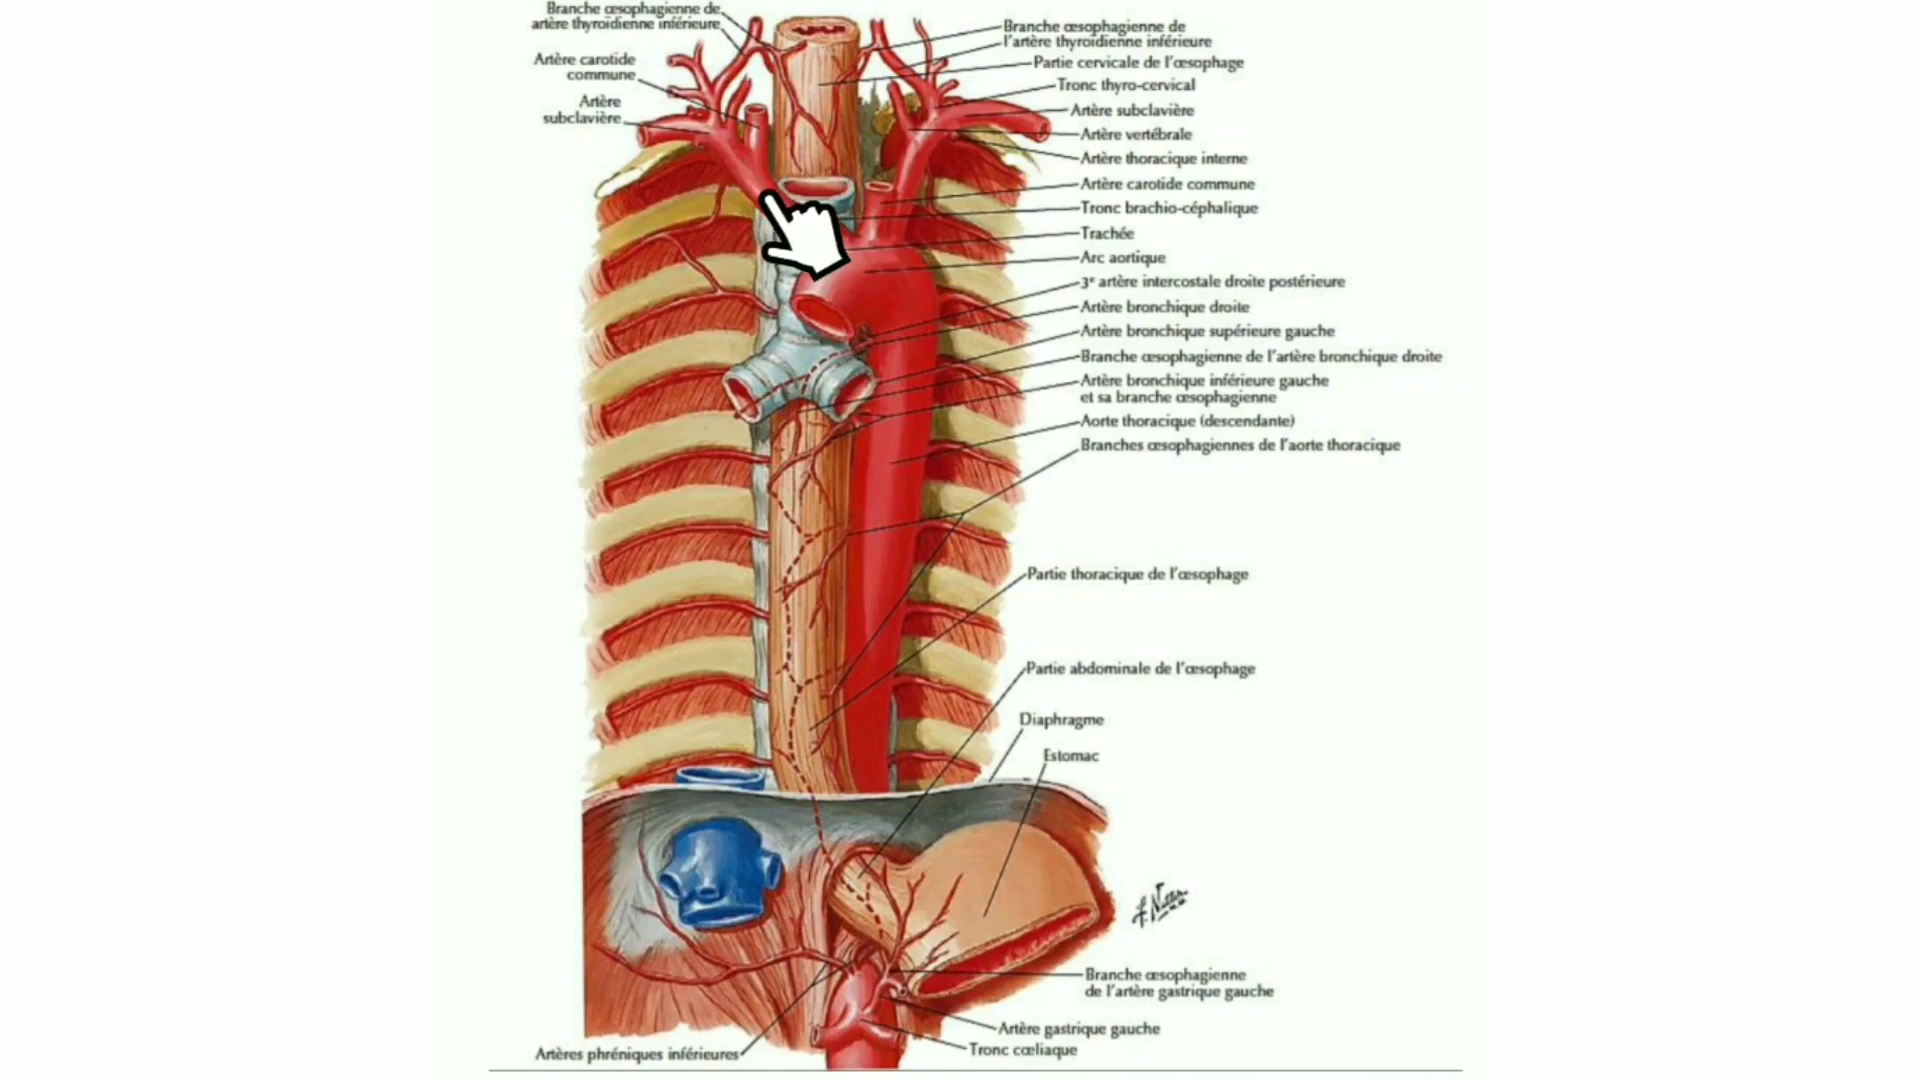 Branche œsophagienne de
artère thyroïdienne inférieure
Artère carotide
commune
Artère
subclavière
Branche œsophagienne de
l'artère thyroïdienne inférieure
Partie cervicale de l'œsophage
Tronc thyro-cervical
Artère subclavière
Artère vertébrale
Artère thoracique interne
Artère carotide commune
Tronc brachio-céphalique
Trachée
Arc aortique
3e artère intercostale droite postérieure
Artère bronchique droite
Artère bronchique supérieure gauche
Branche œsophagienne de l'artère bronchique droite
Artère bronchique inférieure gauche
et sa branche œsophagienne
Aorte thoracique (descendante)
Branches œsophagiennes de l'aorte thoracique
Partie thoracique de l'œsophage
Partie abdominale de l'œsophage
Diaphragme
Estomac
Branche œsophagienne
de l'artère gastrique gauche
Artère gastrique gauche
Tronc cœliaque
Artères phréniques inférieures